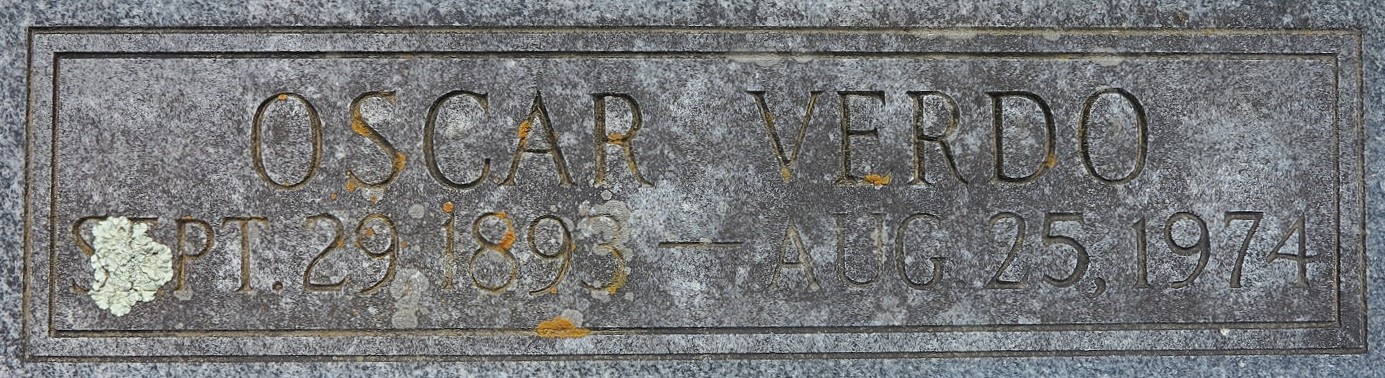 OSCAR VERDO
SEPT. 29, 1893 — AUG. 25, 1974